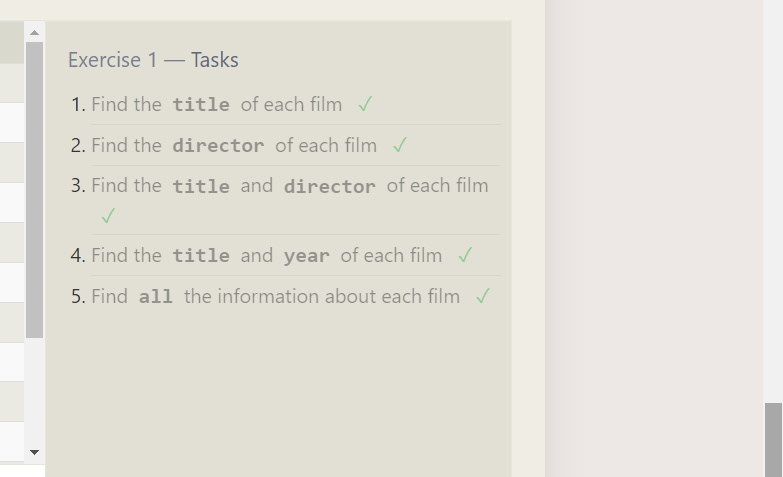 Exercise 1 — Tasks
1. Find the title of each film ✓
2. Find the director of each film ✓
3. Find the title and director of each film
✓
4. Find the title and year of each film ✓
5. Find all the information about each film ✓